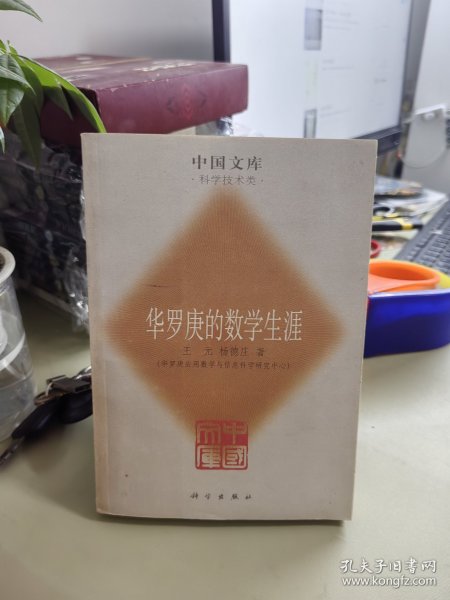 中国文库
·科学技术类·
华罗庚的数学生涯
王 元 杨德庄 著
（华罗庚应用数学与信息科学研究中心）
中国文库
科学出版社
孔夫子旧书网
www.kongfz.com